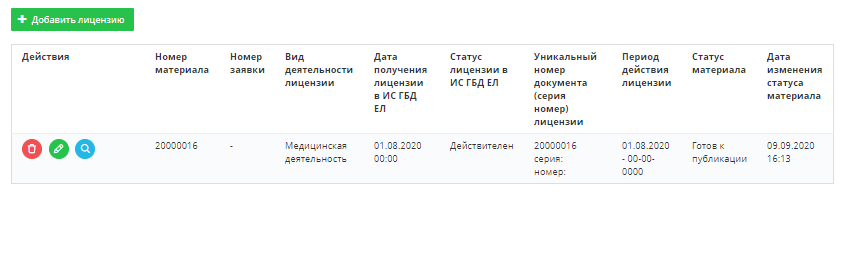 Добавить лицензию
Действия
Номер
материала
Номер
заявки
Вид
деятельности
лицензии
Дата
получения
лицензии
в ИС ГБД
ЕЛ
Статус
лицензии в
ИС ГБД ЕЛ
Уникальный
номер
документа
(серия
номер)
лицензии
Период
действия
лицензии
Статус
материала
Дата
изменения
статуса
материала
20000016
-
Медицинская
деятельность
01.08.2020
00:00
Действителен
20000016
серия:
номер:
01.08.2020
- 00-00-
0000
Готов к
публикации
09.09.2020
16:13